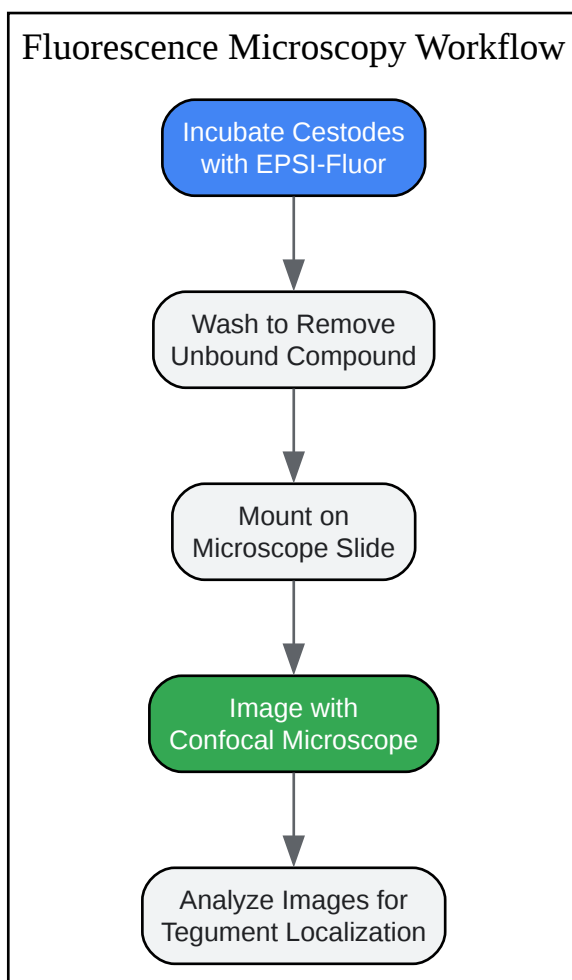 Fluorescence Microscopy Workflow
Incubate Cestodes
with EPSI-Fluor
Wash to Remove
Unbound Compound
Mount on
Microscope Slide
Image with
Confocal Microscope
Analyze Images for
Tegument Localization